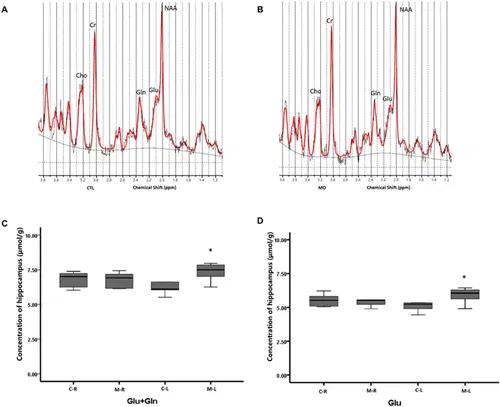 A
NAA
Cr
Cho
Gln
Glu
CTL
Chemical Shift (ppm)
B
NAA
Cr
Cho
Gln
Glu
MD
Chemical Shift (ppm)
C
Concentration of hippocampus (μmol/g)
10.00
7.50
5.00
2.50
0.00
*
C-R
M-R
C-L
M-L
Glu+Gln
D
Concentration of hippocampus (μmol/g)
10.00
7.50
5.00
2.50
0.00
*
C-R
M-R
C-L
M-L
Glu